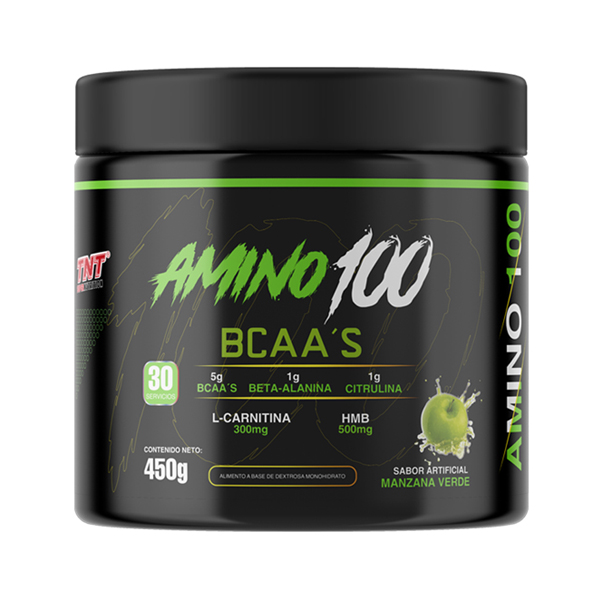 TNT
AMINO 100
BCAA´S
30
SERVICIOS
5g
BCAA´S
1g
BETA-ALANINA
1g
CITRULINA
L-CARNITINA
300mg
HMB
500mg
CONTENIDO NETO:
450g
ALIMENTO A BASE DE DEXTROSA MONOHIDRATO
SABOR ARTIFICIAL
MANZANA VERDE
AMINO 100